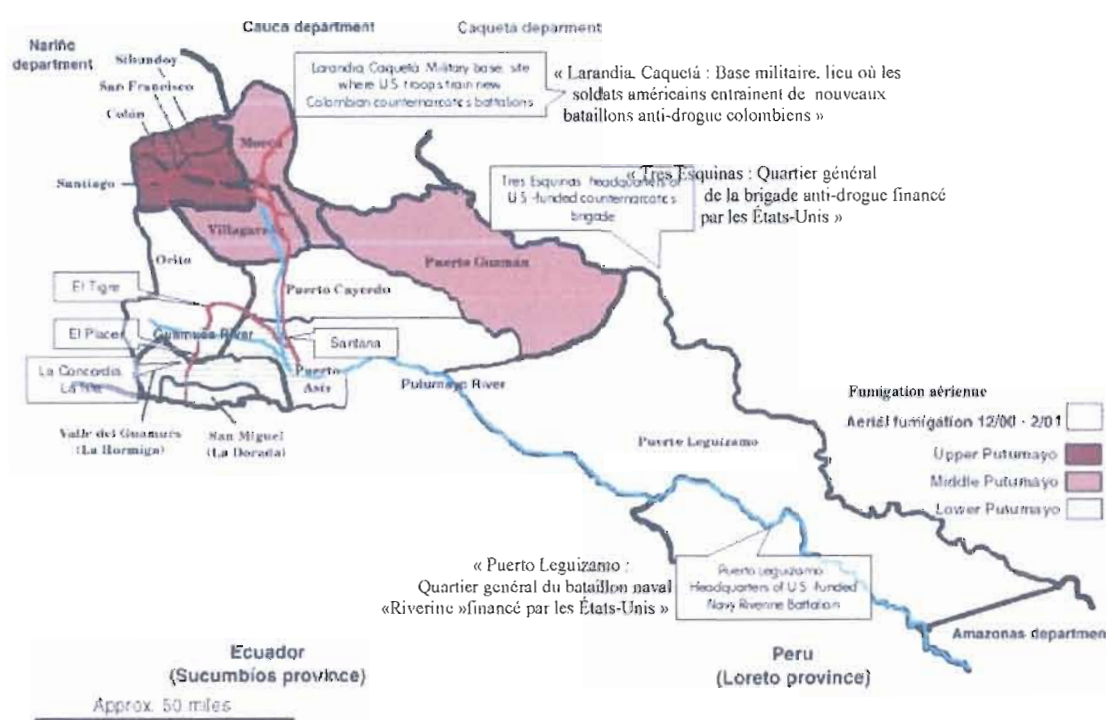 Cauca department
Caqueta deparment
Nariñe
department
Sibundoy
San Francisco
Colón
Santiago
Larandia, Caquetá Military base, site
where U.S. troops train new
Colombian counternarcotics battalions
« Larandia, Caquetá : Base militaire, lieu où les
soldats américains entrainent de nouveaux
bataillons anti-drogue colombiens »
Mocoa
Tres Esquinas headquarters of
U.S.-funded counternarcotics
brigade
« Tres Esquinas : Quartier général
de la brigade anti-drogue financé
par les États-Unis »
Villagarzón
Puerto Guzmán
Orito
Puerto Caycedo
El Tigre
El Placer
Guamués River
Santana
La Concordia
Puerto
Asís
Putumayo River
Valle del Guamués
(La Hormiga)
San Miguel
(La Dorada)
Puerto Leguízamo
Fumigation aérienne
Aerial fumigation 12/00 - 2/01
Upper Putumayo
Middle Putumayo
Lower Putumayo
« Puerto Leguizamo :
Quartier général du bataillon naval
«Riverine »financé par les États-Unis »
Puerto Leguízamo
Headquarters of U.S.-funded
Navy Riverine Battalion
Amazonas departmen
Ecuador
(Sucumbíos province)
Peru
(Loreto province)
Approx. 50 miles